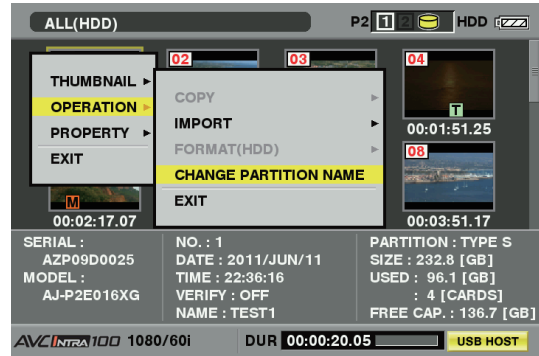 ALL(HDD) P2 1 2 HDD
02 03 04
THUMBNAIL
OPERATION
PROPERTY
EXIT
COPY
IMPORT
FORMAT(HDD)
CHANGE PARTITION NAME
EXIT
T
00:01:51.25
08
M
00:02:17.07 00:03:51.17
SERIAL : NO. : 1 PARTITION : TYPE S
AZP09D0025 DATE : 2011/JUN/11 SIZE : 232.8 [GB]
MODEL : TIME : 22:36:16 USED : 96.1 [GB]
AJ-P2E016XG VERIFY : OFF : 4 [CARDS]
NAME : TEST1 FREE CAP. : 136.7 [GB]
AVC INTRA 100 1080/60i DUR 00:00:20.05 USB HOST